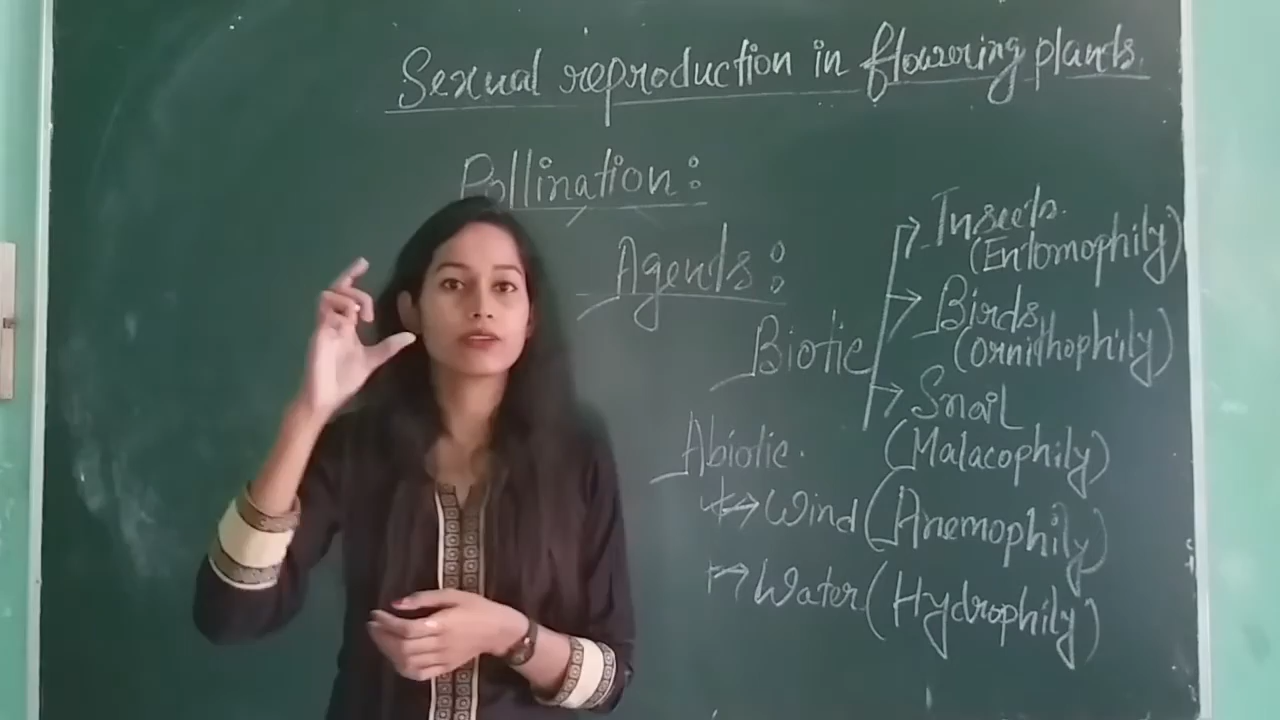 Sexual reproduction in flowering plants.
Pollination:
Agents:
Biotic
Insects.
(Entomophily)
Birds
(Ornithophily)
Snail
(Malacophily)
Abiotic.
Wind (Anemophily)
Water (Hydrophily)